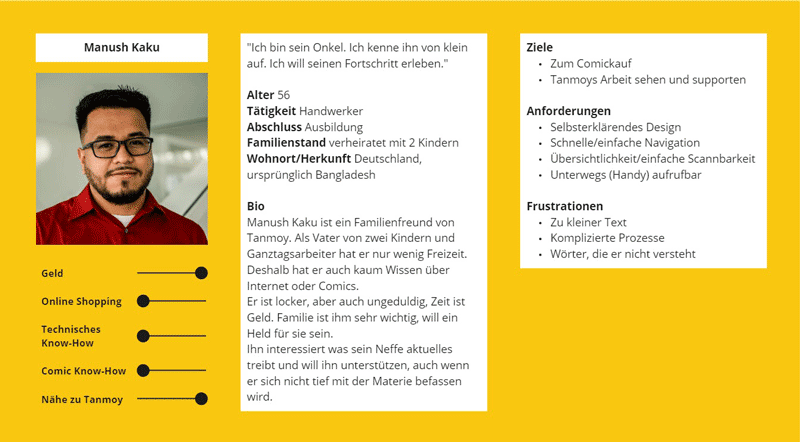 Manush Kaku
Geld
Online Shopping
Technisches
Know-How
Comic Know-How
Nähe zu Tanmoy
"Ich bin sein Onkel. Ich kenne ihn von klein
auf. Ich will seinen Fortschritt erleben."
Alter 56
Tätigkeit Handwerker
Abschluss Ausbildung
Familienstand verheiratet mit 2 Kindern
Wohnort/Herkunft Deutschland,
ursprünglich Bangladesh
Bio
Manush Kaku ist ein Familienfreund von
Tanmoy. Als Vater von zwei Kindern und
Ganztagsarbeiter hat er nur wenig Freizeit.
Deshalb hat er auch kaum Wissen über
Internet oder Comics.
Er ist locker, aber auch ungeduldig, Zeit ist
Geld. Familie ist ihm sehr wichtig, will ein
Held für sie sein.
Ihn interessiert was sein Neffe aktuelles
treibt und will ihn unterstützen, auch wenn
er sich nicht tief mit der Materie befassen
wird.
Ziele
• Zum Comickauf
• Tanmoys Arbeit sehen und supporten
Anforderungen
• Selbsterklärendes Design
• Schnelle/einfache Navigation
• Übersichtlichkeit/einfache Scannbarkeit
• Unterwegs (Handy) aufrufbar
Frustrationen
• Zu kleiner Text
• Komplizierte Prozesse
• Wörter, die er nicht versteht